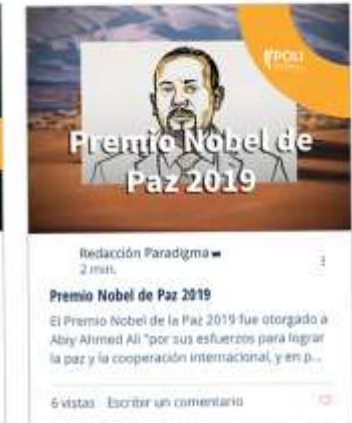 POLI
Premio Nobel de
Paz 2019
Redacción Paradigma
2 min.
Premio Nobel de Paz 2019
El Premio Nobel de la Paz 2019 fue otorgado a
Abiy Ahmed Ali "por sus esfuerzos para lograr
la paz y la cooperación internacional, y en p...
6 vistas Escribir un comentario